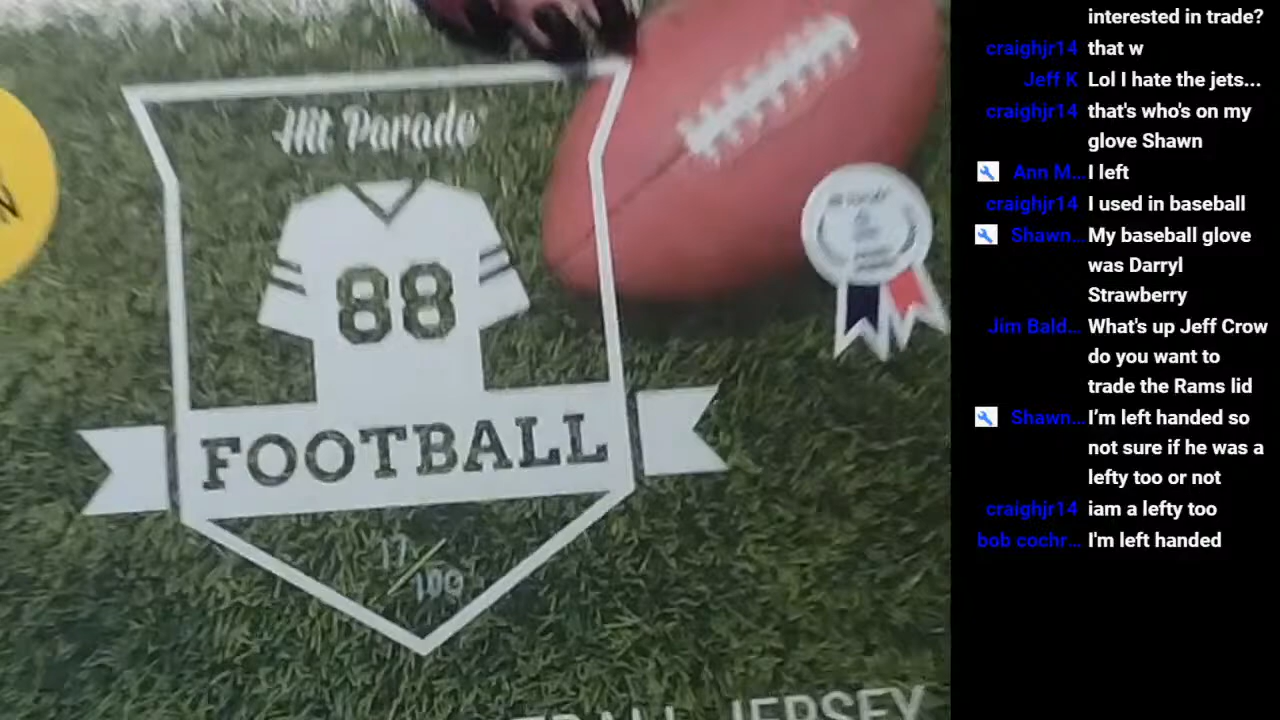 Hit Parade
88
FOOTBALL
17/100
JERSEY
interested in trade?
craighjr14 that w
Jeff K Lol I hate the jets...
craighjr14 that's who's on my
glove Shawn
Ann M... I left
craighjr14 I used in baseball
Shawn... My baseball glove
was Darryl
Strawberry
Jim Bald... What's up Jeff Crow
do you want to
trade the Rams lid
Shawn... I'm left handed so
not sure if he was a
lefty too or not
craighjr14 iam a lefty too
bob cochr... I'm left handed